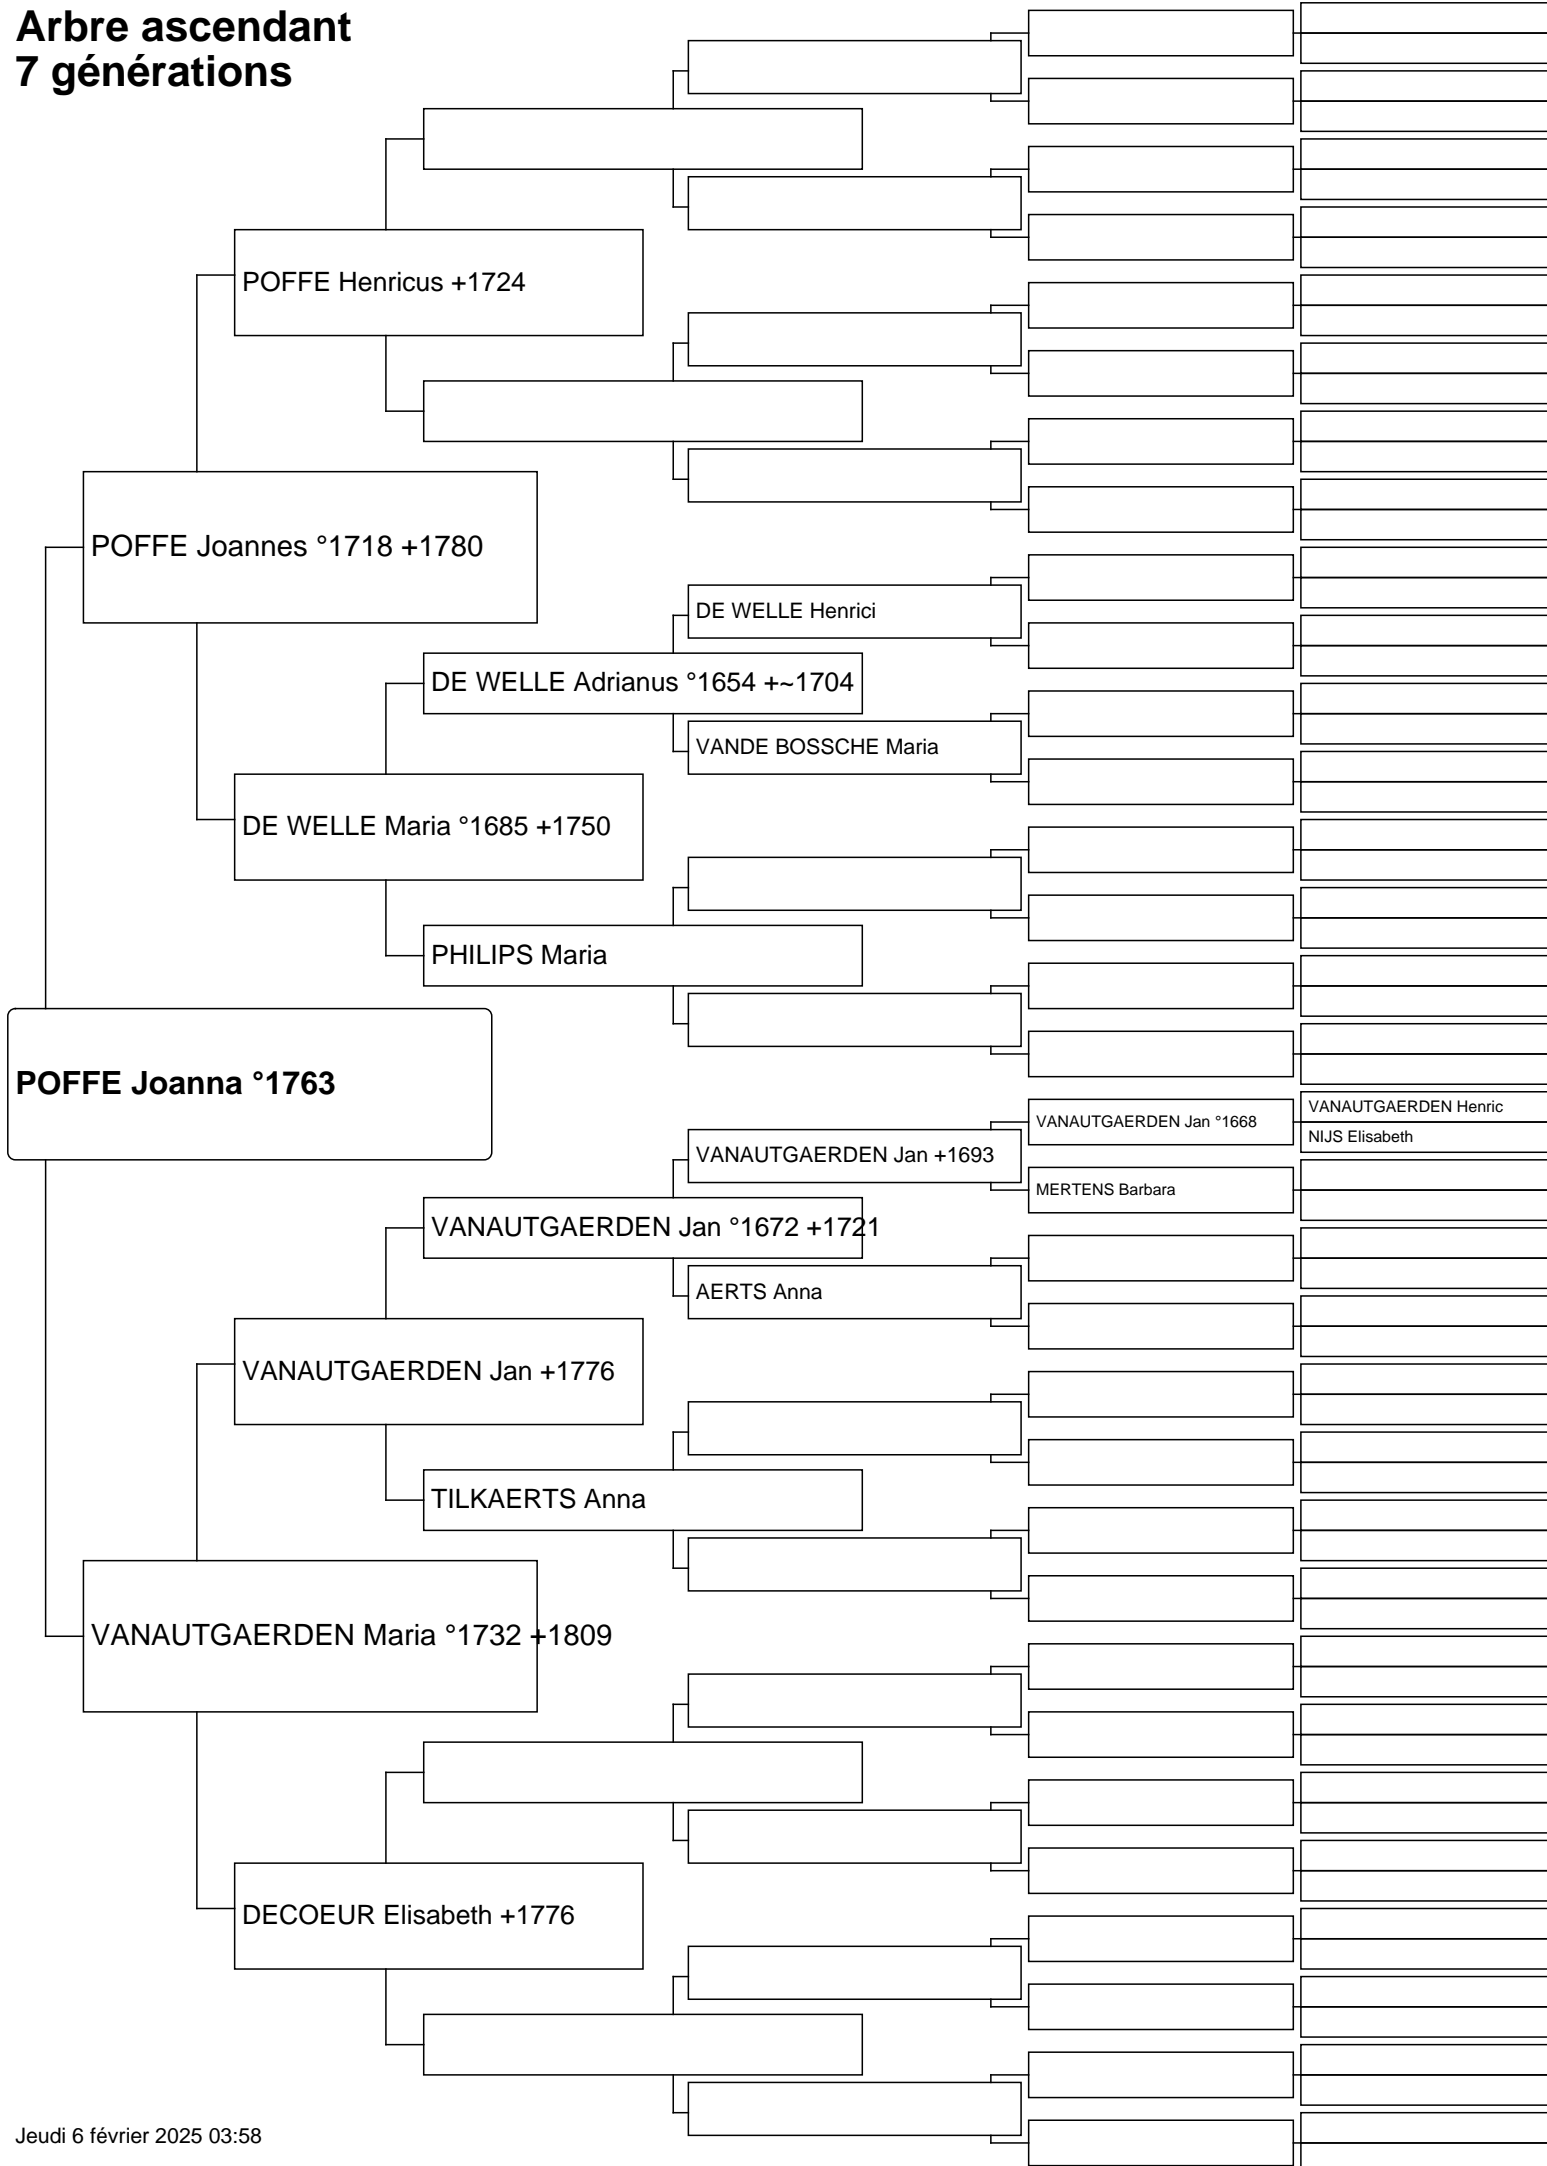 Arbre ascendant
7 générations
POFFE Henricus +1724
POFFE Joannes °1718 +1780
DE WELLE Henrici
DE WELLE Adrianus °1654 +~1704
VANDE BOSSCHE Maria
DE WELLE Maria °1685 +1750
PHILIPS Maria
POFFE Joanna °1763
VANAUTGAERDEN Henric
VANAUTGAERDEN Jan °1668
NIJS Elisabeth
VANAUTGAERDEN Jan +1693
MERTENS Barbara
VANAUTGAERDEN Jan °1672 +1721
AERTS Anna
VANAUTGAERDEN Jan +1776
TILKAERTS Anna
VANAUTGAERDEN Maria °1732 +1809
DECOEUR Elisabeth +1776
Jeudi 6 février 2025 03:58